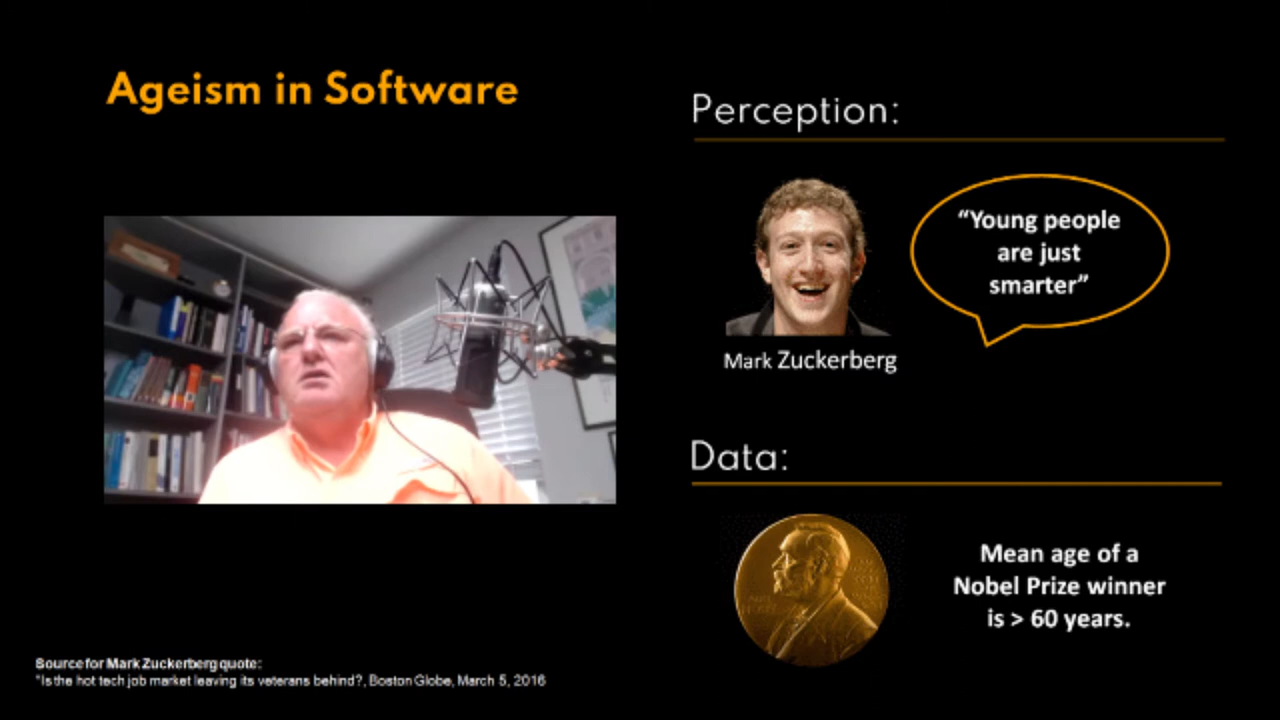 Ageism in Software
Perception:
“Young people
are just
smarter”
Mark Zuckerberg
Data:
Mean age of a
Nobel Prize winner
is > 60 years.
Source for Mark Zuckerberg quote:
"Is the hot tech job market leaving its veterans behind?, Boston Globe, March 5, 2016